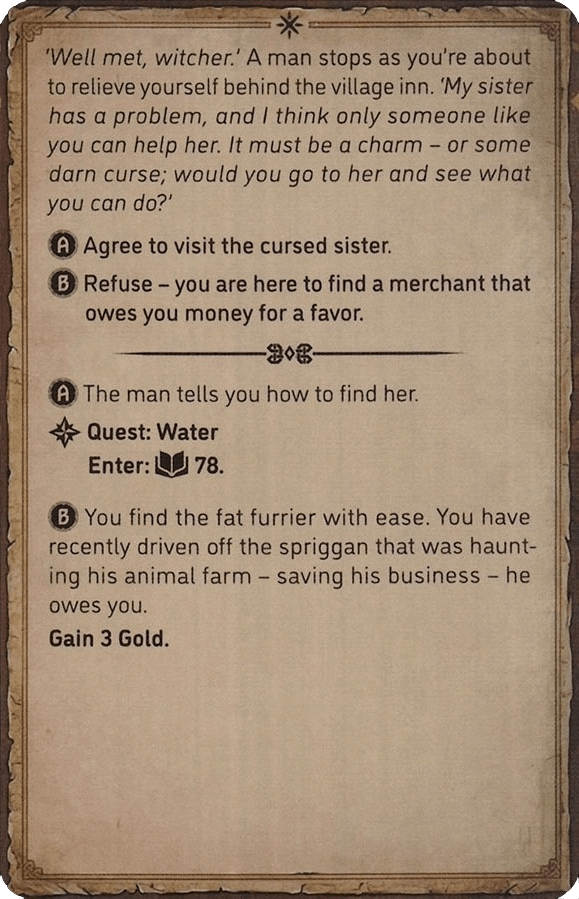 'Well met, witcher.' A man stops as you're about
to relieve yourself behind the village inn. 'My sister
has a problem, and I think only someone like
you can help her. It must be a charm – or some
darn curse; would you go to her and see what
you can do?'
A Agree to visit the cursed sister.
B Refuse – you are here to find a merchant that
owes you money for a favor.
A The man tells you how to find her.
Quest: Water
Enter: 78.
B You find the fat furrier with ease. You have
recently driven off the spriggan that was haunt-
ing his animal farm – saving his business – he
owes you.
Gain 3 Gold.